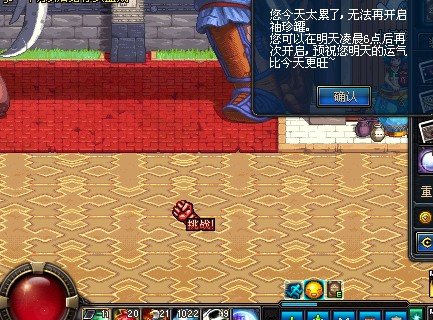 您今天太累了,无法再开启
袖珍罐。
您可以在明天凌晨6点后再
次开启,预祝您明天的运气
比今天更旺~
确认
挑战!
重
11
20
21
1022
49